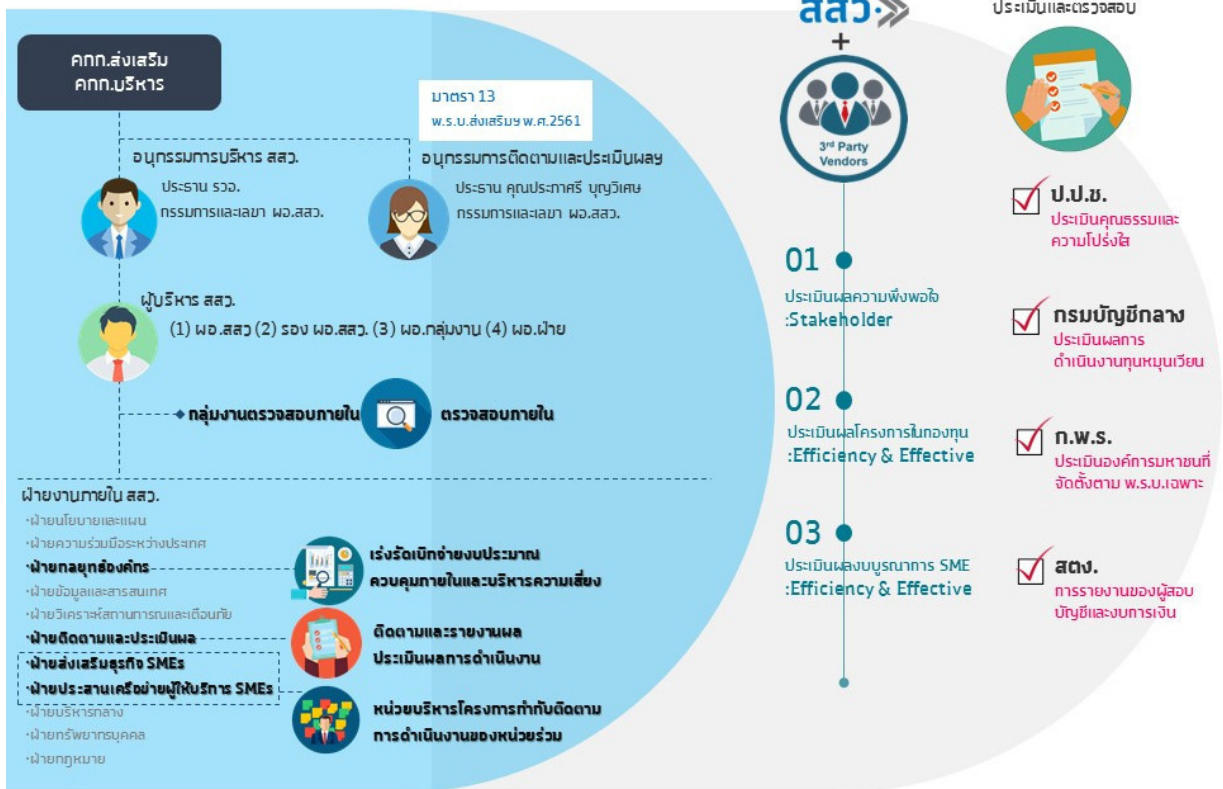 คกก.ส่งเสริม
คกก.บริหาร
มาตรา 13
พ.ร.บ.ส่งเสริมฯ พ.ศ.2561
อนุกรรมการบริหาร สสว.
ประธาน รวอ.
กรรมการและเลขา ผอ.สสว.
อนุกรรมการติดตามและประเมินผลฯ
ประธาน คุณประกาศรี บุญวิเศษ
กรรมการและเลขา ผอ.สสว.
ผู้บริหาร สสว.
(1) ผอ.สสว (2) รอง ผอ.สสว. (3) ผอ.กลุ่มงาน (4) ผอ.ฝ่าย
กลุ่มงานตรวจสอบภายใน
ตรวจสอบภายใน
ฝ่ายงานภายใน สสว.
·ฝ่ายนโยบายและแผน
·ฝ่ายความร่วมมือระหว่างประเทศ
·ฝ่ายกลยุทธ์องค์กร
·ฝ่ายข้อมูลและสารสนเทศ
·ฝ่ายวิเคราะห์สถานการณและเตือนภัย
·ฝ่ายติดตามและประเมินผล
·ฝ่ายส่งเสริมธุรกิจ SMEs
·ฝ่ายประสานเครือข่ายผู้ให้บริการ SMEs
·ฝ่ายบริหารกลาง
·ฝ่ายทรัพยากรบุคคล
·ฝ่ายกฎหมาย
เร่งรัดเบิกจ่ายงบประมาณ
ควบคุมภายในและบริหารความเสี่ยง
ติดตามและรายงานผล
ประเมินผลการดำเนินงาน
หน่วยบริหารโครงการกำกับติดตาม
การดำเนินงานของหน่วยร่วม
สสว.
+
3rd Party
Vendors
01
ประเมินผลความพึงพอใจ
:Stakeholder
02
ประเมินผลโครงการในกองทุน
:Efficiency & Effective
03
ประเมินผลงบบูรณาการ SME
:Efficiency & Effective
ประเมินและตรวจสอบ
ป.ป.ช.
ประเมินคุณธรรมและ
ความโปร่งใส
กรมบัญชีกลาง
ประเมินผลการ
ดำเนินงานทุนหมุนเวียน
ก.พ.ร.
ประเมินองค์การมหาชนที่
จัดตั้งตาม พ.ร.บ.เฉพาะ
สตง.
การรายงานของผู้สอบ
บัญชีและงบการเงิน